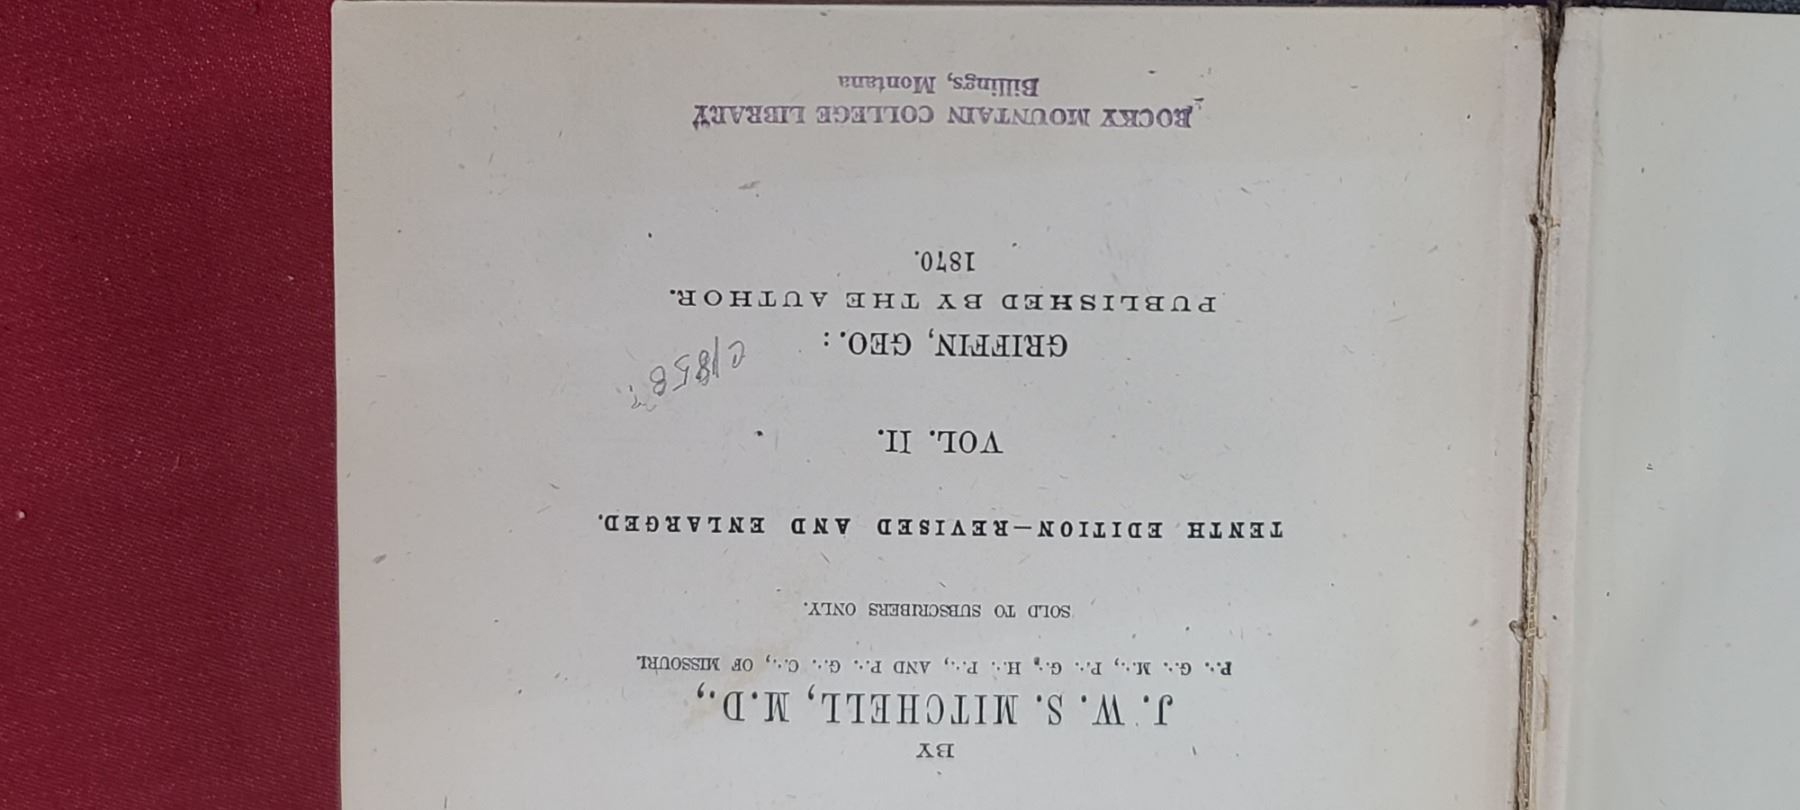 BY
J. W. S. MITCHELL, M.D.,
P∴ G∴ M∴, P∴ G∴ H∴ P∴, AND P∴ G∴ C∴, OF MISSOURI.
SOLD TO SUBSCRIBERS ONLY.
TENTH EDITION—REVISED AND ENLARGED.
VOL. II.
c1858
GRIFFIN, GEO.:
PUBLISHED BY THE AUTHOR.
1870.
ROCKY MOUNTAIN COLLEGE LIBRARY
Billings, Montana